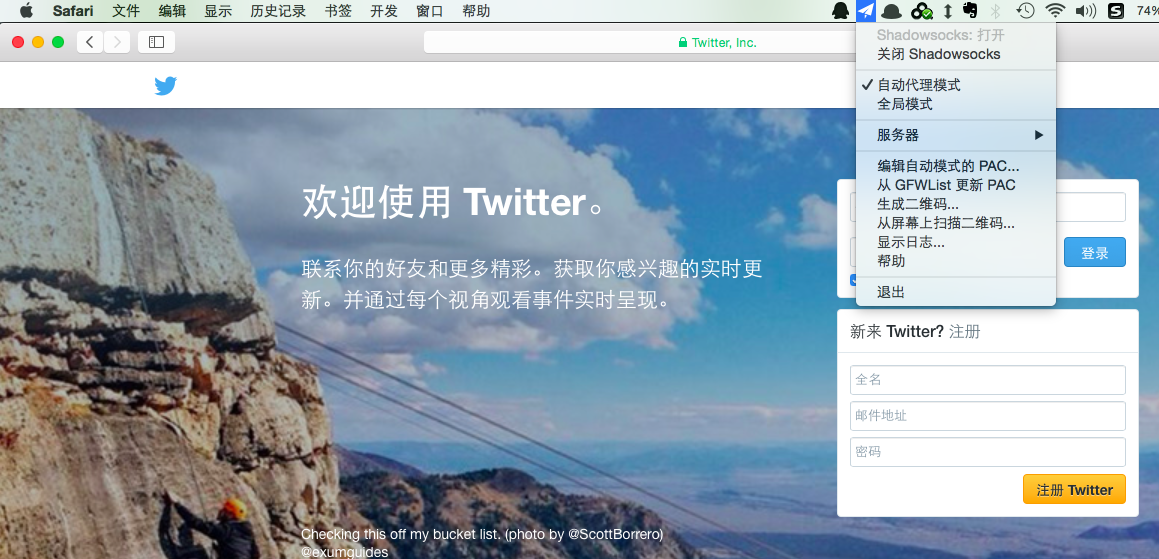 Safari 文件 编辑 显示 历史记录 书签 开发 窗口 帮助 74%
Twitter, Inc.
Shadowsocks: 打开
关闭 Shadowsocks
自动代理模式
全局模式
服务器
编辑自动模式的 PAC...
从 GFWList 更新 PAC
生成二维码...
从屏幕上扫描二维码...
显示日志...
帮助
退出
欢迎使用 Twitter。
联系你的好友和更多精彩。获取你感兴趣的实时更
新。并通过每个视角观看事件实时呈现。
登录
新来 Twitter? 注册
全名
邮件地址
密码
注册 Twitter
Checking this off my bucket list. (photo by @ScottBorrero)
@exumguides